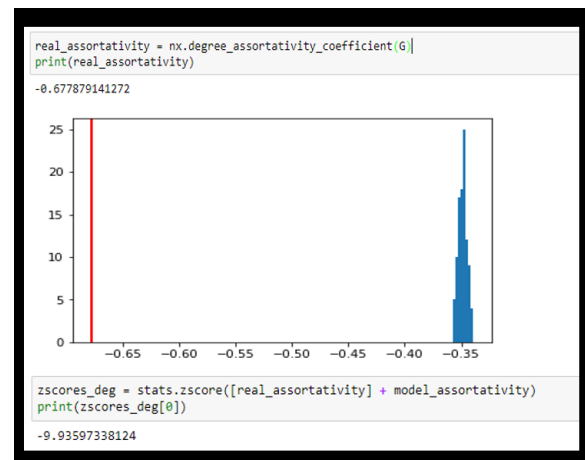 real_assortativity = nx.degree_assortativity_coefficient(G)
print(real_assortativity)
-0.677879141272
25
20
15
10
5
0
−0.65 −0.60 −0.55 −0.50 −0.45 −0.40 −0.35
zscores_deg = stats.zscore([real_assortativity] + model_assortativity)
print(zscores_deg[0])
-9.93597338124